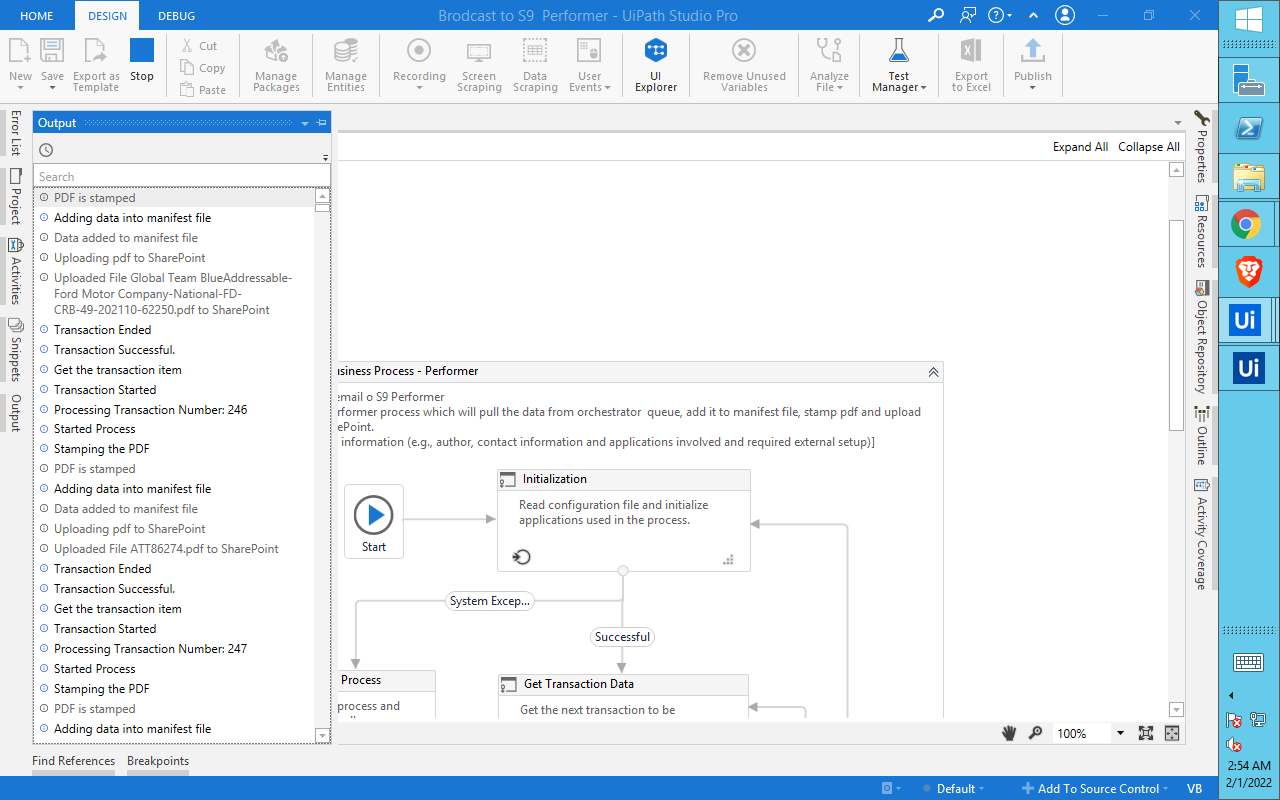 HOME DESIGN DEBUG Brodcast to S9 Performer - UiPath Studio Pro
New
Save
Export as
Template
Stop
Cut
Copy
Paste
Manage
Packages
Manage
Entities
Recording
Screen
Scraping
Data
Scraping
User
Events
UI
Explorer
Remove Unused
Variables
Analyze
File
Test
Manager
Export
to Excel
Publish
Error List
Project
Activities
Snippets
Output
Output
Search
PDF is stamped
Adding data into manifest file
Data added to manifest file
Uploading pdf to SharePoint
Uploaded File Global Team BlueAddressable-
Ford Motor Company-National-FD-
CRB-49-202110-62250.pdf to SharePoint
Transaction Ended
Transaction Successful.
Get the transaction item
Transaction Started
Processing Transaction Number: 246
Started Process
Stamping the PDF
PDF is stamped
Adding data into manifest file
Data added to manifest file
Uploading pdf to SharePoint
Uploaded File ATT86274.pdf to SharePoint
Transaction Ended
Transaction Successful.
Get the transaction item
Transaction Started
Processing Transaction Number: 247
Started Process
Stamping the PDF
PDF is stamped
Adding data into manifest file
Find References Breakpoints
Expand All Collapse All
usiness Process - Performer
email o S9 Performer
rformer process which will pull the data from orchestrator queue, add it to manifest file, stamp pdf and upload
ePoint.
information (e.g., author, contact information and applications involved and required external setup)]
Start
Initialization
Read configuration file and initialize
applications used in the process.
System Excep...
Successful
Process
process and
Get Transaction Data
Get the next transaction to be
100%
Properties
Resources
Object Repository
Outline
Activity Coverage
Default Add To Source Control VB
Ui
Ui
2:54 AM
2/1/2022